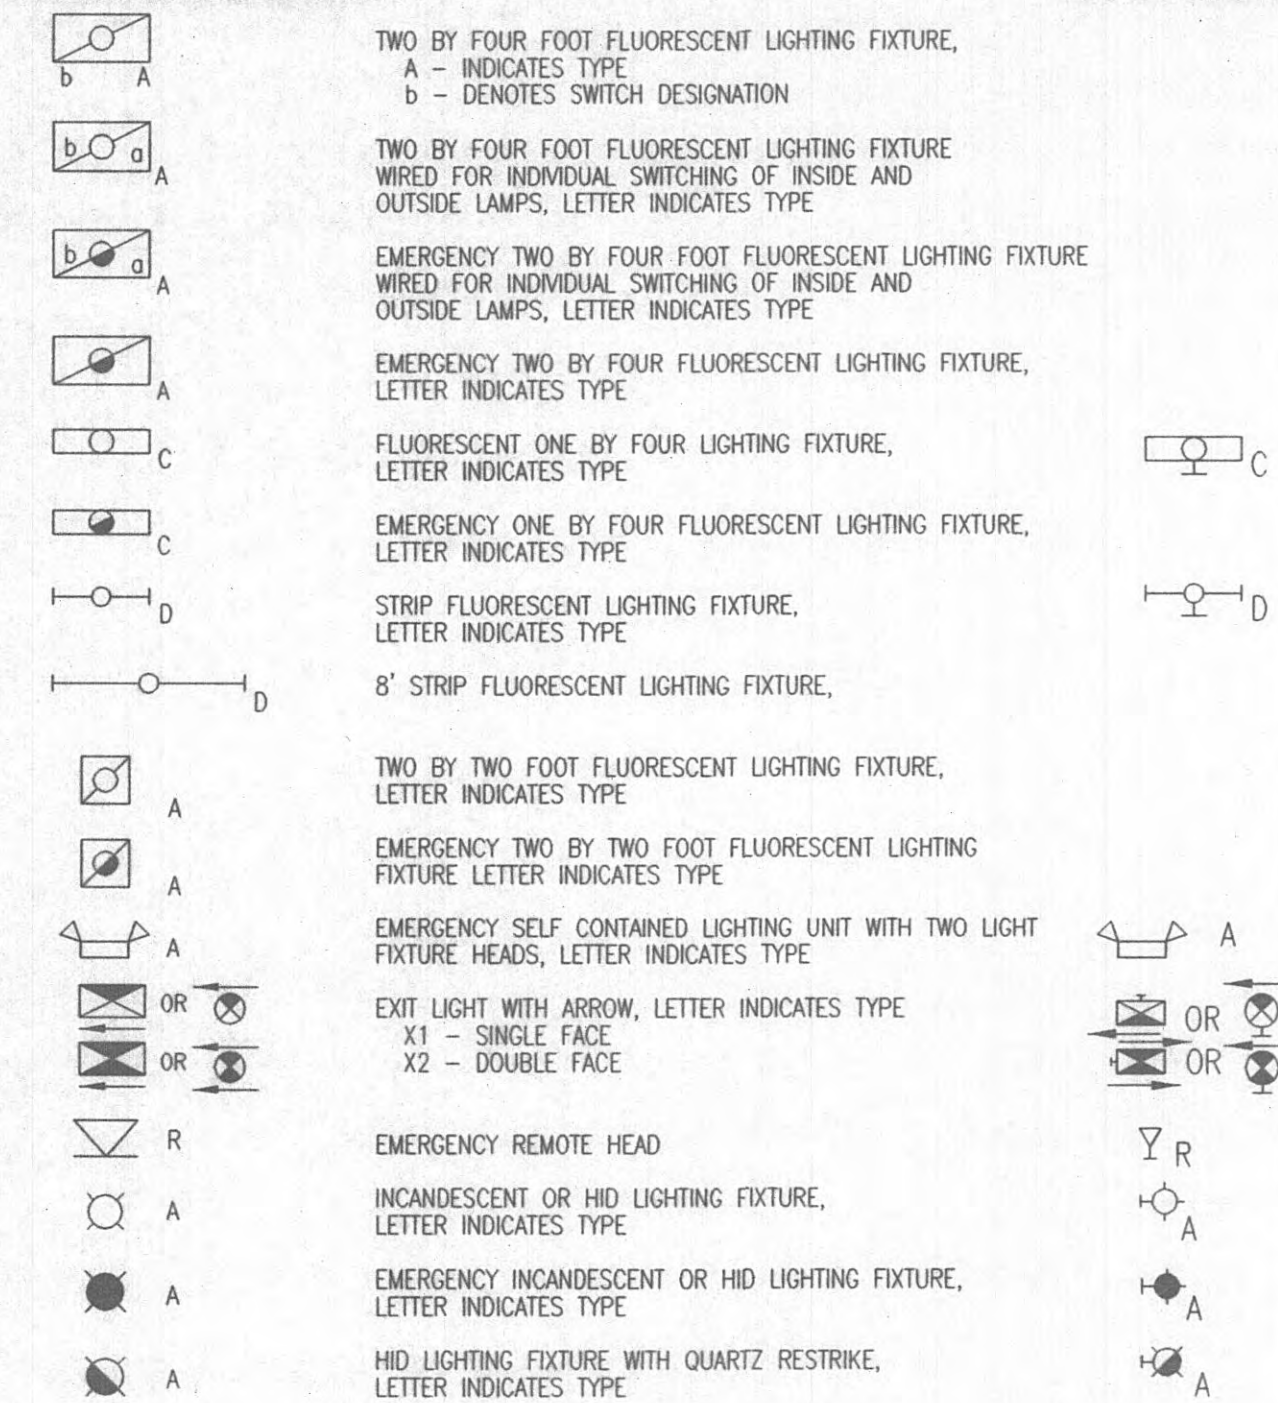 TWO BY FOUR FOOT FLUORESCENT LIGHTING FIXTURE,
A - INDICATES TYPE
b A
b - DENOTES SWITCH DESIGNATION
b a A
TWO BY FOUR FOOT FLUORESCENT LIGHTING FIXTURE
WIRED FOR INDIVIDUAL SWITCHING OF INSIDE AND
OUTSIDE LAMPS, LETTER INDICATES TYPE
b a A
EMERGENCY TWO BY FOUR FOOT FLUORESCENT LIGHTING FIXTURE
WIRED FOR INDIVIDUAL SWITCHING OF INSIDE AND
OUTSIDE LAMPS, LETTER INDICATES TYPE
A
EMERGENCY TWO BY FOUR FLUORESCENT LIGHTING FIXTURE,
LETTER INDICATES TYPE
C
FLUORESCENT ONE BY FOUR LIGHTING FIXTURE,
LETTER INDICATES TYPE
C
C
EMERGENCY ONE BY FOUR FLUORESCENT LIGHTING FIXTURE,
LETTER INDICATES TYPE
D
STRIP FLUORESCENT LIGHTING FIXTURE,
LETTER INDICATES TYPE
D
D
8' STRIP FLUORESCENT LIGHTING FIXTURE,
A
TWO BY TWO FOOT FLUORESCENT LIGHTING FIXTURE,
LETTER INDICATES TYPE
A
EMERGENCY TWO BY TWO FOOT FLUORESCENT LIGHTING
FIXTURE LETTER INDICATES TYPE
A
EMERGENCY SELF CONTAINED LIGHTING UNIT WITH TWO LIGHT
FIXTURE HEADS, LETTER INDICATES TYPE
A
OR
EXIT LIGHT WITH ARROW, LETTER INDICATES TYPE
X1 - SINGLE FACE
OR
OR
X2 - DOUBLE FACE
OR
R
EMERGENCY REMOTE HEAD
R
A
INCANDESCENT OR HID LIGHTING FIXTURE,
LETTER INDICATES TYPE
A
A
EMERGENCY INCANDESCENT OR HID LIGHTING FIXTURE,
LETTER INDICATES TYPE
A
A
HID LIGHTING FIXTURE WITH QUARTZ RESTRIKE,
LETTER INDICATES TYPE
A